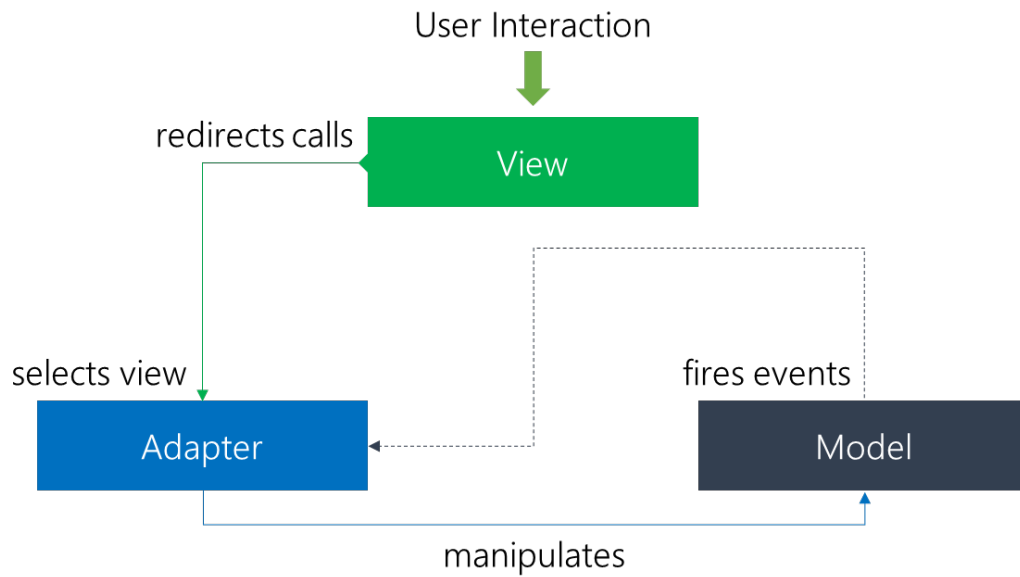 User Interaction
redirects calls
View
selects view
fires events
Adapter
Model
manipulates